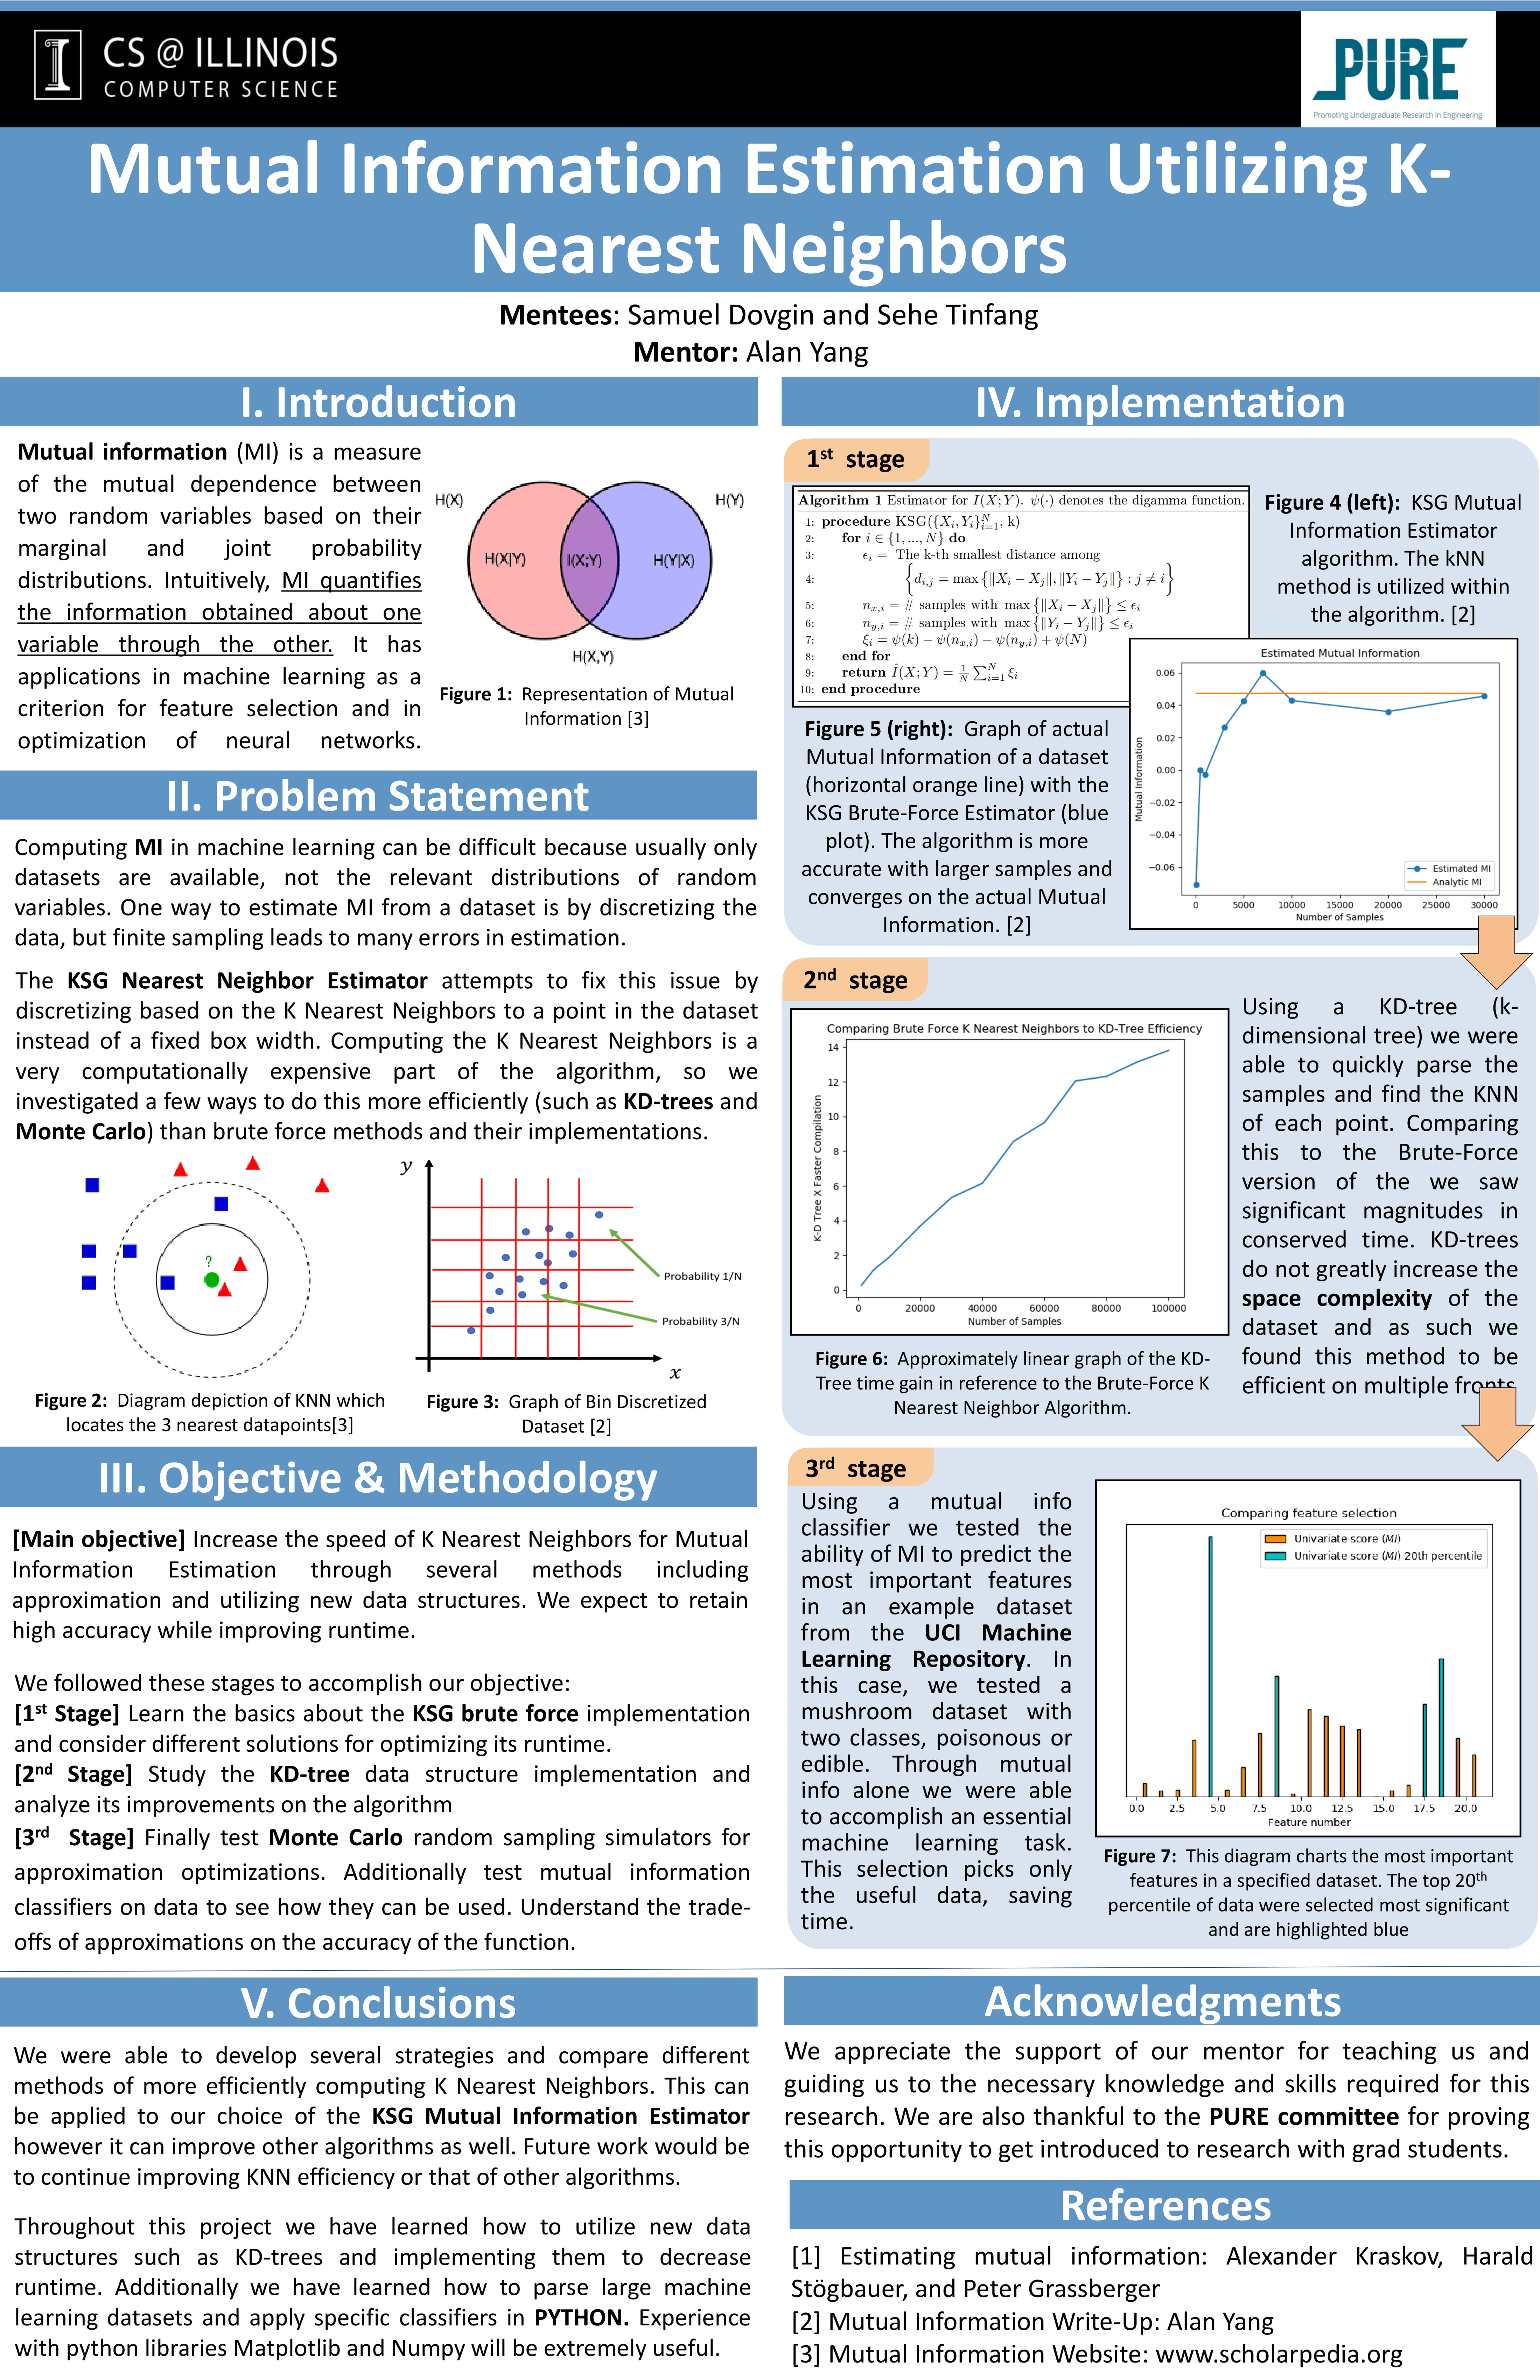 CS @ ILLINOIS
COMPUTER SCIENCE
PURE
Promoting Undergraduate Research in Engineering
Mutual Information Estimation Utilizing K-
Nearest Neighbors
Mentees: Samuel Dovgin and Sehe Tinfang
Mentor: Alan Yang
I. Introduction
Mutual information (MI) is a measure
of the mutual dependence between
two random variables based on their
marginal and joint probability
distributions. Intuitively, MI quantifies
the information obtained about one
variable through the other. It has
applications in machine learning as a
criterion for feature selection and in
optimization of neural networks.
H(X)
H(Y)
H(X|Y)
I(X;Y)
H(Y|X)
H(X,Y)
Figure 1: Representation of Mutual
Information [3]
II. Problem Statement
Computing MI in machine learning can be difficult because usually only
datasets are available, not the relevant distributions of random
variables. One way to estimate MI from a dataset is by discretizing the
data, but finite sampling leads to many errors in estimation.
The KSG Nearest Neighbor Estimator attempts to fix this issue by
discretizing based on the K Nearest Neighbors to a point in the dataset
instead of a fixed box width. Computing the K Nearest Neighbors is a
very computationally expensive part of the algorithm, so we
investigated a few ways to do this more efficiently (such as KD-trees and
Monte Carlo) than brute force methods and their implementations.
?
Figure 2: Diagram depiction of KNN which
locates the 3 nearest datapoints[3]
y
Probability 1/N
Probability 3/N
x
Figure 3: Graph of Bin Discretized
Dataset [2]
III. Objective & Methodology
[Main objective] Increase the speed of K Nearest Neighbors for Mutual
Information Estimation through several methods including
approximation and utilizing new data structures. We expect to retain
high accuracy while improving runtime.
We followed these stages to accomplish our objective:
[1st Stage] Learn the basics about the KSG brute force implementation
and consider different solutions for optimizing its runtime.
[2nd Stage] Study the KD-tree data structure implementation and
analyze its improvements on the algorithm
[3rd Stage] Finally test Monte Carlo random sampling simulators for
approximation optimizations. Additionally test mutual information
classifiers on data to see how they can be used. Understand the trade-
offs of approximations on the accuracy of the function.
IV. Implementation
1st stage
Algorithm 1 Estimator for I(X;Y). ψ(·) denotes the digamma function.
1: procedure KSG({X_i, Y_i}_{i=1}^N, k)
2: for i ∈ {1, ..., N} do
3: ϵ_i = The k-th smallest distance among
4: {d_{i,j} = max {‖X_i − X_j‖, ‖Y_i − Y_j‖} : j ≠ i}
5: n_{x,i} = # samples with max {‖X_i − X_j‖} ≤ ϵ_i
6: n_{y,i} = # samples with max {‖Y_i − Y_j‖} ≤ ϵ_i
7: ξ_i = ψ(k) − ψ(n_{x,i}) − ψ(n_{y,i}) + ψ(N)
8: end for
9: return Î(X;Y) = 1/N ∑_{i=1}^N ξ_i
10: end procedure
Figure 4 (left): KSG Mutual
Information Estimator
algorithm. The kNN
method is utilized within
the algorithm. [2]
Figure 5 (right): Graph of actual
Mutual Information of a dataset
(horizontal orange line) with the
KSG Brute-Force Estimator (blue
plot). The algorithm is more
accurate with larger samples and
converges on the actual Mutual
Information. [2]
Estimated Mutual Information
Mutual Information
0.06
0.04
0.02
0.00
−0.02
−0.04
−0.06
Estimated MI
Analytic MI
0 5000 10000 15000 20000 25000 30000
Number of Samples
2nd stage
Comparing Brute Force K Nearest Neighbors to KD-Tree Efficiency
K-D Tree X Faster Compilation
14
12
10
8
6
4
2
0
0 20000 40000 60000 80000 100000
Number of Samples
Figure 6: Approximately linear graph of the KD-
Tree time gain in reference to the Brute-Force K
Nearest Neighbor Algorithm.
Using a KD-tree (k-
dimensional tree) we were
able to quickly parse the
samples and find the KNN
of each point. Comparing
this to the Brute-Force
version of the we saw
significant magnitudes in
conserved time. KD-trees
do not greatly increase the
space complexity of the
dataset and as such we
found this method to be
efficient on multiple fronts.
3rd stage
Using a mutual info
classifier we tested the
ability of MI to predict the
most important features
in an example dataset
from the UCI Machine
Learning Repository. In
this case, we tested a
mushroom dataset with
two classes, poisonous or
edible. Through mutual
info alone we were able
to accomplish an essential
machine learning task.
This selection picks only
the useful data, saving
time.
Comparing feature selection
Univariate score (MI)
Univariate score (MI) 20th percentile
0.0 2.5 5.0 7.5 10.0 12.5 15.0 17.5 20.0
Feature number
Figure 7: This diagram charts the most important
features in a specified dataset. The top 20th
percentile of data were selected most significant
and are highlighted blue
V. Conclusions
We were able to develop several strategies and compare different
methods of more efficiently computing K Nearest Neighbors. This can
be applied to our choice of the KSG Mutual Information Estimator
however it can improve other algorithms as well. Future work would be
to continue improving KNN efficiency or that of other algorithms.
Throughout this project we have learned how to utilize new data
structures such as KD-trees and implementing them to decrease
runtime. Additionally we have learned how to parse large machine
learning datasets and apply specific classifiers in PYTHON. Experience
with python libraries Matplotlib and Numpy will be extremely useful.
Acknowledgments
We appreciate the support of our mentor for teaching us and
guiding us to the necessary knowledge and skills required for this
research. We are also thankful to the PURE committee for proving
this opportunity to get introduced to research with grad students.
References
[1] Estimating mutual information: Alexander Kraskov, Harald
Stögbauer, and Peter Grassberger
[2] Mutual Information Write-Up: Alan Yang
[3] Mutual Information Website: www.scholarpedia.org